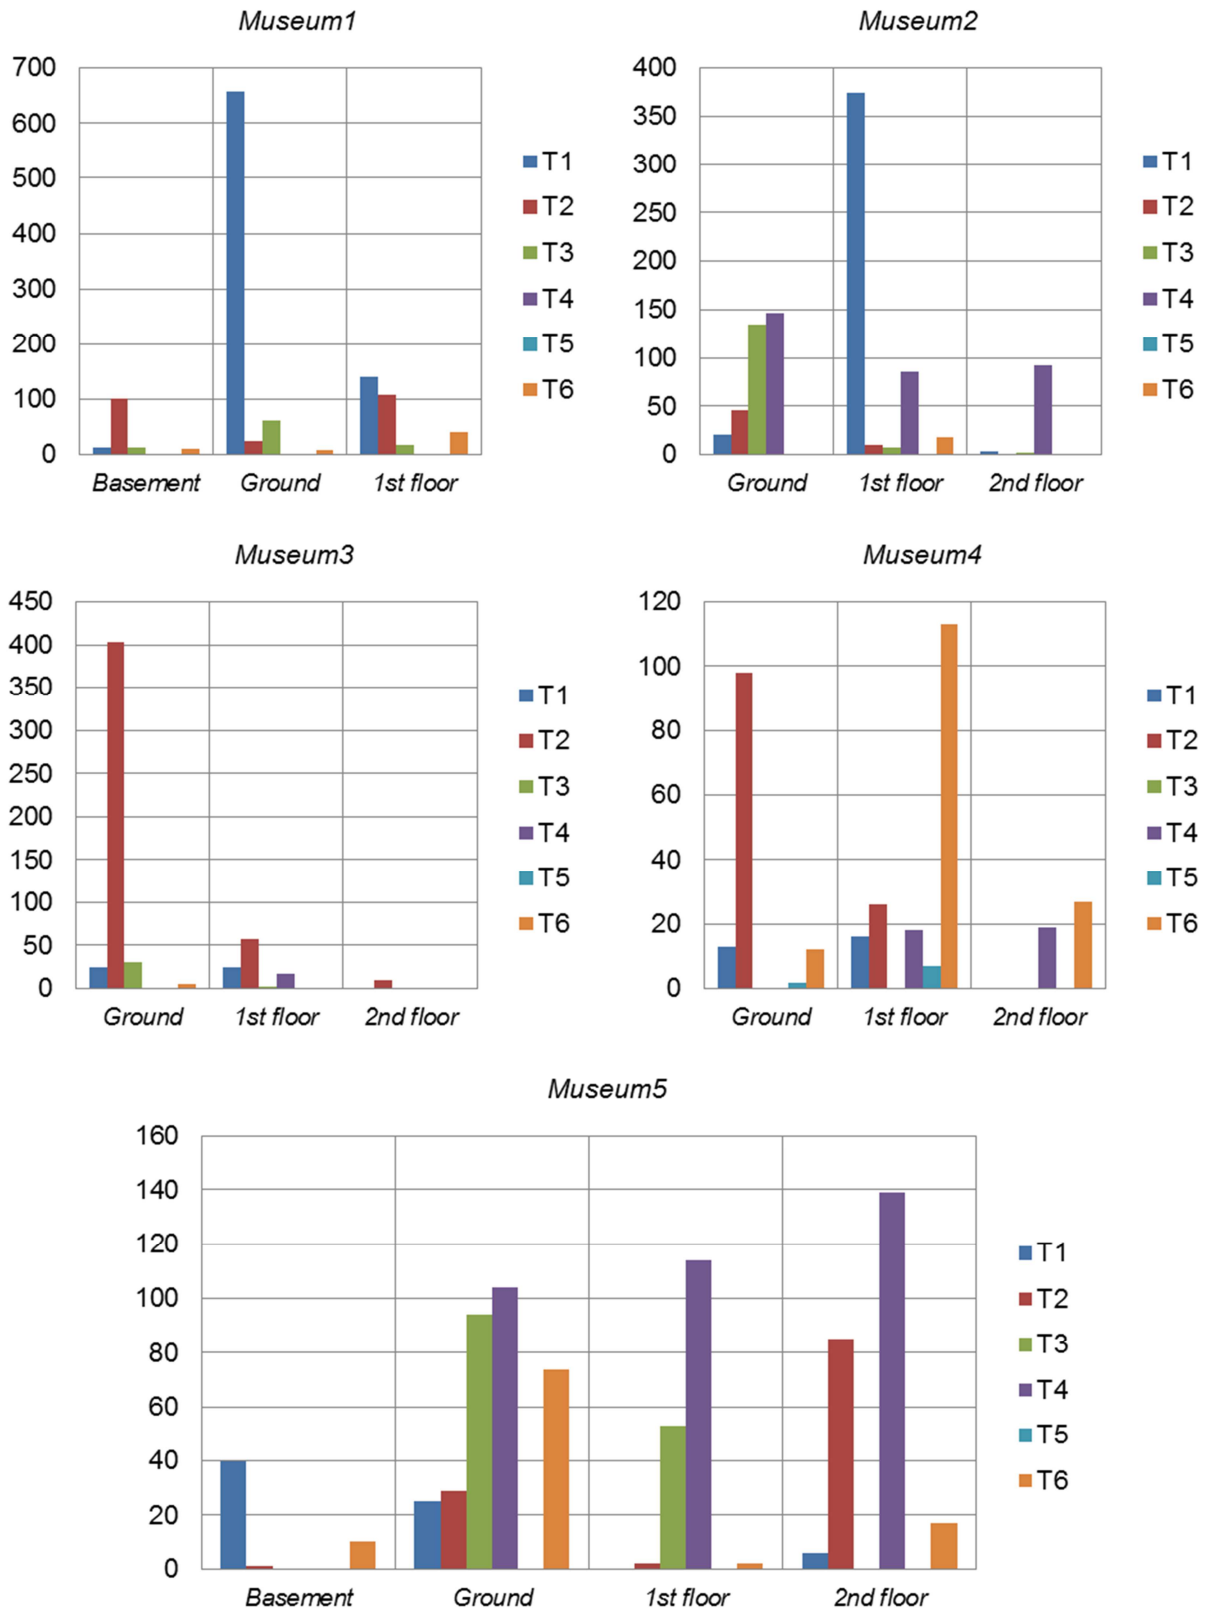 Museum1
700
600
500
400
300
200
100
0
Basement Ground 1st floor
T1
T2
T3
T4
T5
T6
Museum2
400
350
300
250
200
150
100
50
0
Ground 1st floor 2nd floor
T1
T2
T3
T4
T5
T6
Museum3
450
400
350
300
250
200
150
100
50
0
Ground 1st floor 2nd floor
T1
T2
T3
T4
T5
T6
Museum4
120
100
80
60
40
20
0
Ground 1st floor 2nd floor
T1
T2
T3
T4
T5
T6
Museum5
160
140
120
100
80
60
40
20
0
Basement Ground 1st floor 2nd floor
T1
T2
T3
T4
T5
T6